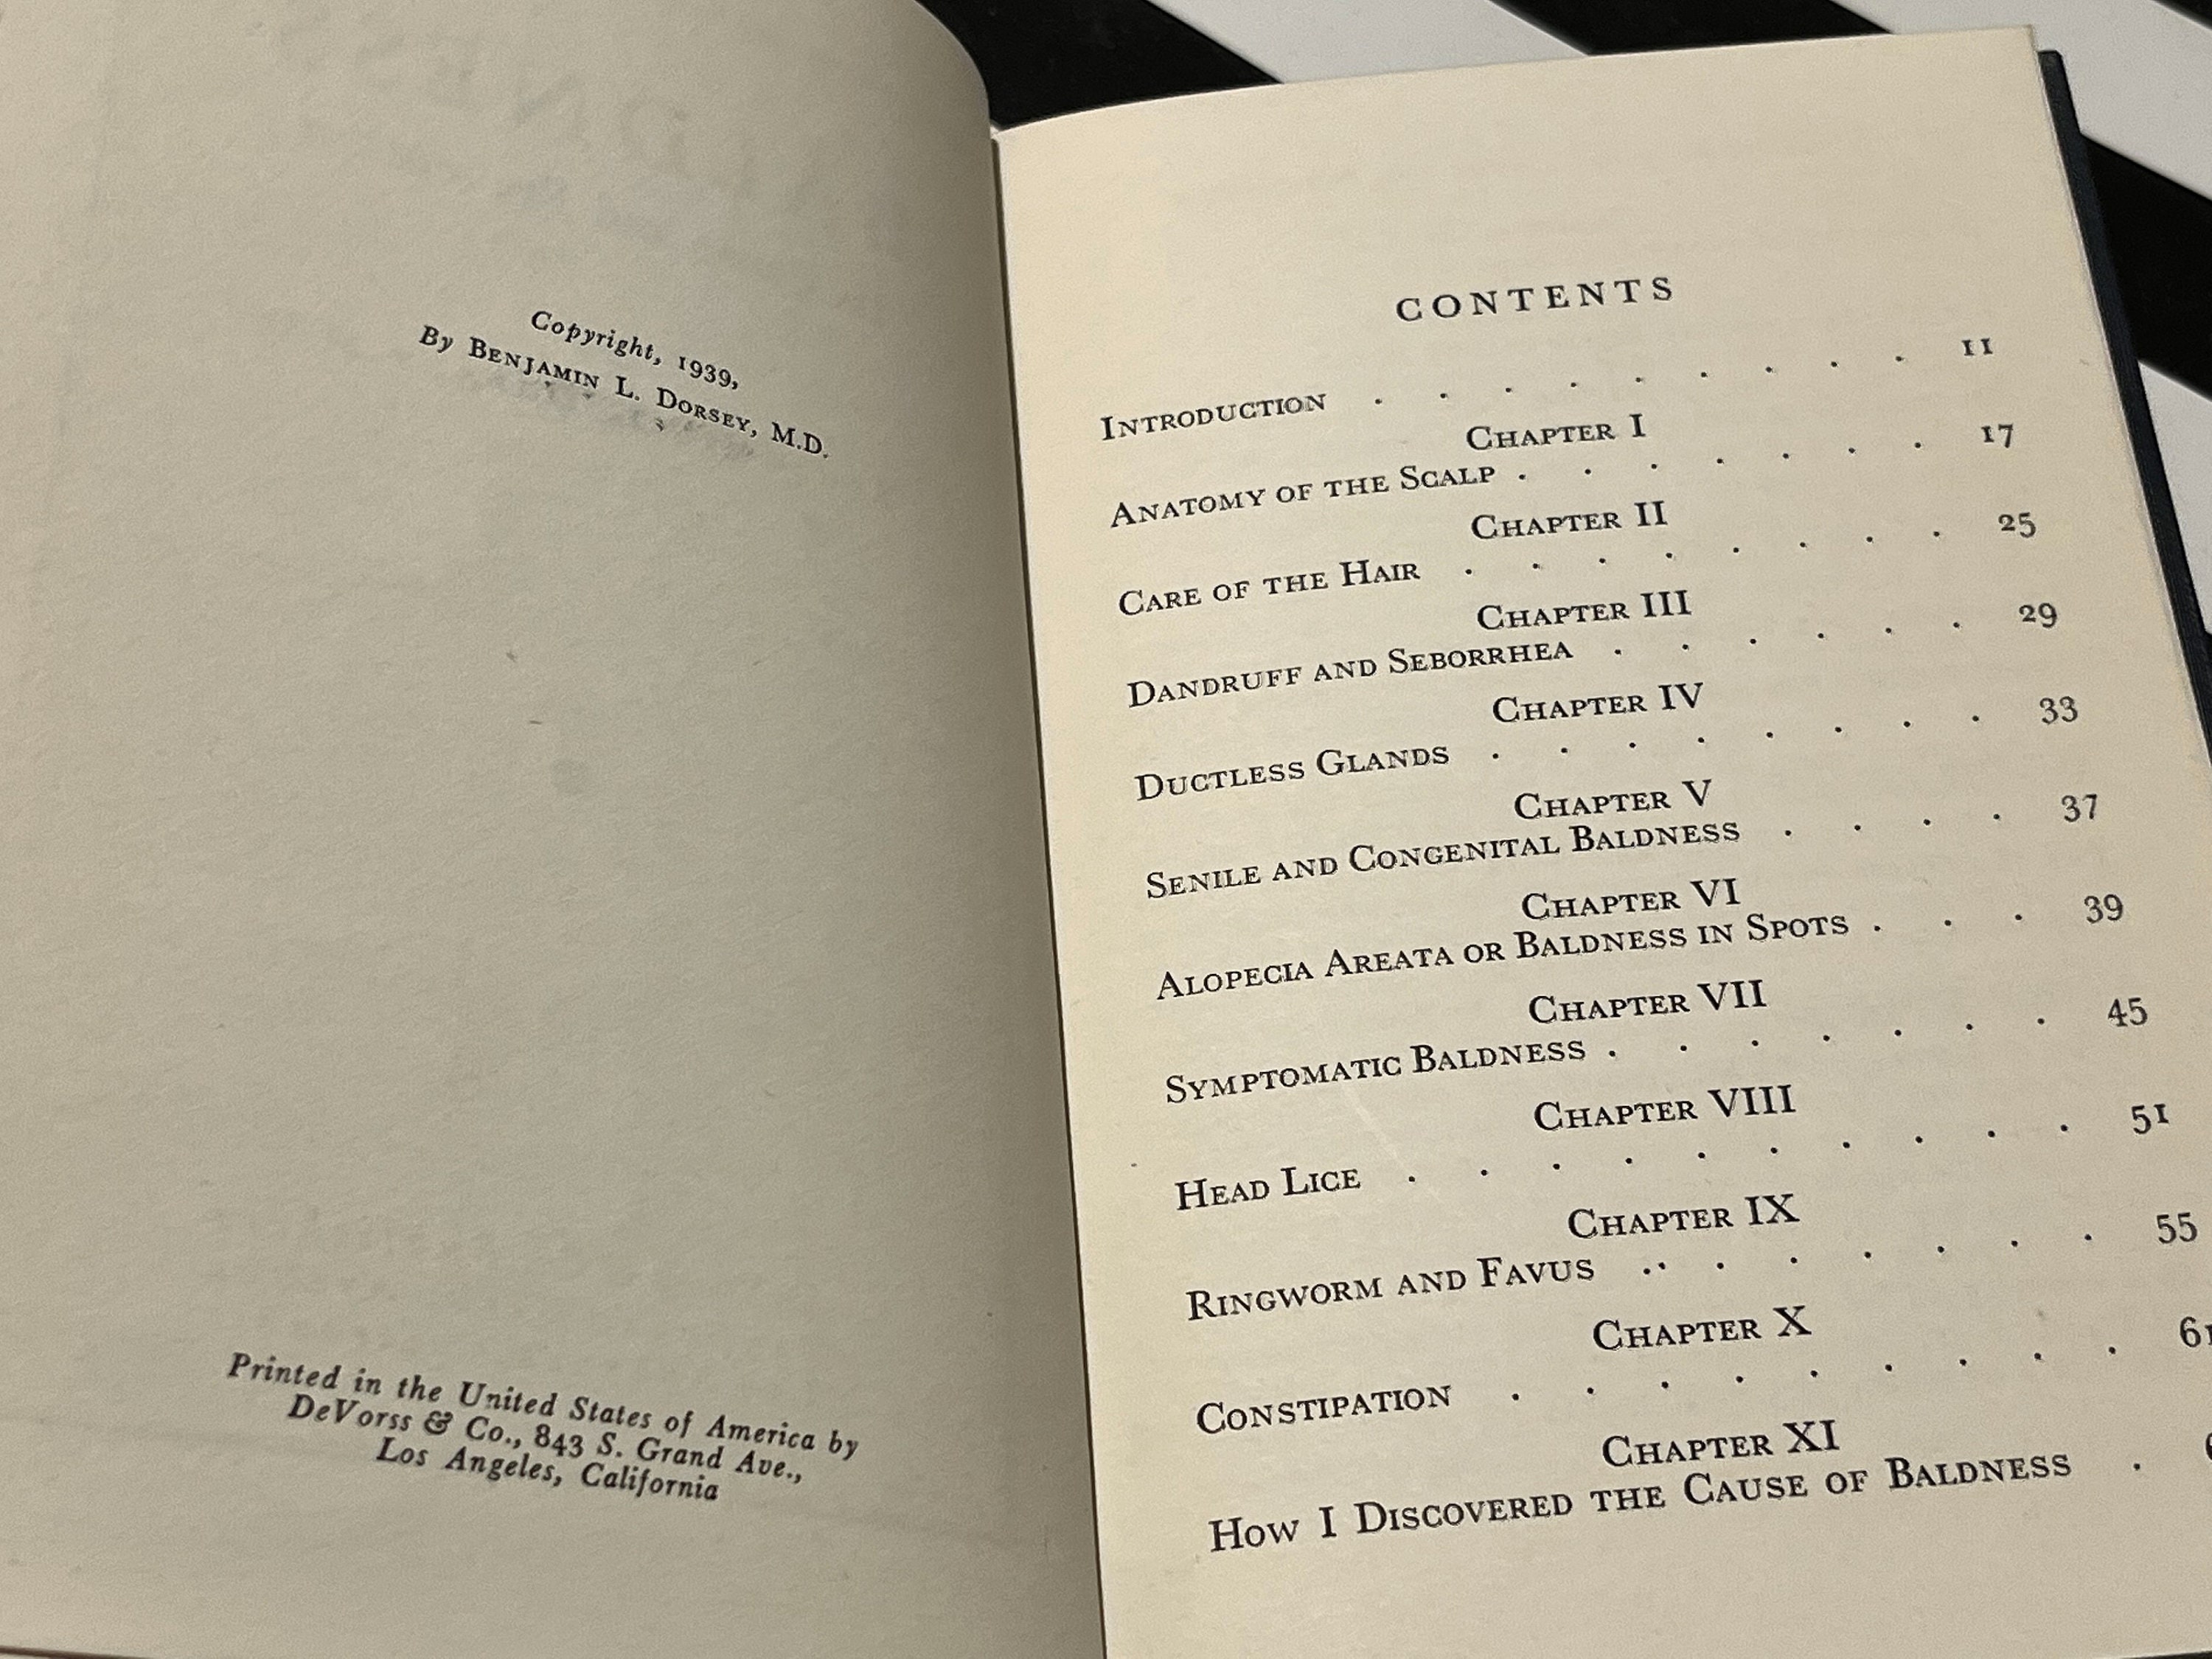 Copyright, 1939,
By Benjamin L. Dorsey, M.D.
Printed in the United States of America by
DeVorss & Co., 843 S. Grand Ave.,
Los Angeles, California
CONTENTS
Introduction . . . . . . . . . 11
Chapter I
Anatomy of the Scalp . . . . . . . 17
Chapter II
Care of the Hair . . . . . . . . 25
Chapter III
Dandruff and Seborrhea . . . . . . 29
Chapter IV
Ductless Glands . . . . . . . . 33
Chapter V
Senile and Congenital Baldness . . . . 37
Chapter VI
Alopecia Areata or Baldness in Spots . . . 39
Chapter VII
Symptomatic Baldness . . . . . . . 45
Chapter VIII
Head Lice . . . . . . . . . . 51
Chapter IX
Ringworm and Favus . . . . . . . . 55
Chapter X
Constipation . . . . . . . . . 61
Chapter XI
How I Discovered the Cause of Baldness .